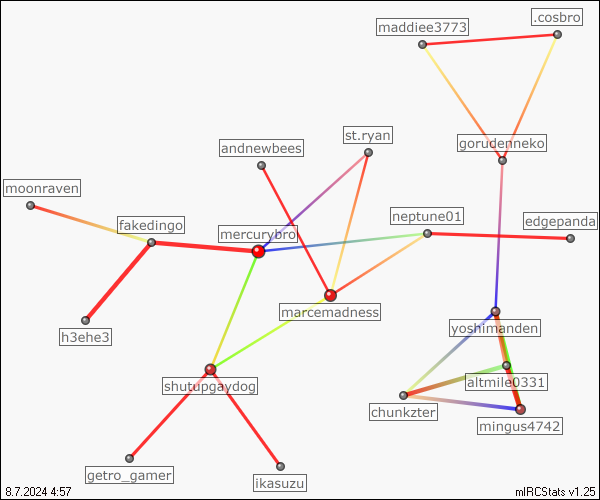 .cosbro
maddiee3773
st.ryan
gorudenneko
andnewbees
moonraven
neptune01
edgepanda
fakedingo
mercurybro
marcemadness
yoshimanden
h3ehe3
shutupgaydog
altmile0331
chunkzter
mingus4742
getro_gamer
ikasuzu
8.7.2024 4:57
mIRCStats v1.25